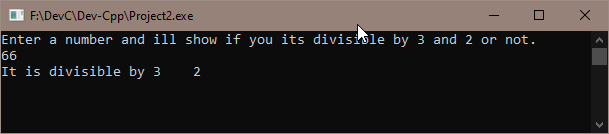 F:\DevC\Dev-Cpp\Project2.exe
Enter a number and ill show if you its divisible by 3 and 2 or not.
66
It is divisible by 3    2